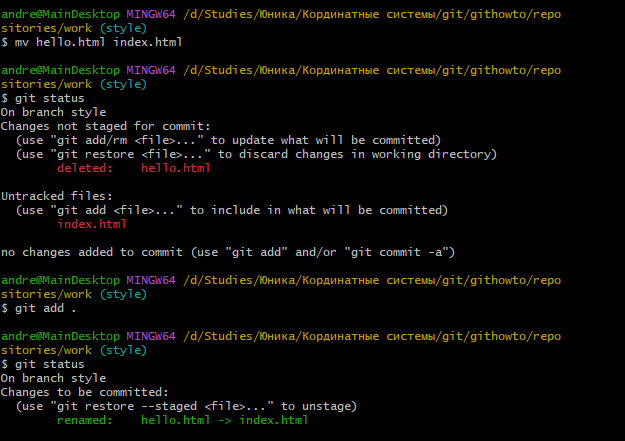 andre@MainDesktop MINGW64 /d/Studies/Юника/Кординатные системы/git/githowto/repo
sitories/work (style)
$ mv hello.html index.html
andre@MainDesktop MINGW64 /d/Studies/Юника/Кординатные системы/git/githowto/repo
sitories/work (style)
$ git status
On branch style
Changes not staged for commit:
  (use "git add/rm <file>..." to update what will be committed)
  (use "git restore <file>..." to discard changes in working directory)
        deleted:    hello.html
Untracked files:
  (use "git add <file>..." to include in what will be committed)
        index.html
no changes added to commit (use "git add" and/or "git commit -a")
andre@MainDesktop MINGW64 /d/Studies/Юника/Кординатные системы/git/githowto/repo
sitories/work (style)
$ git add .
andre@MainDesktop MINGW64 /d/Studies/Юника/Кординатные системы/git/githowto/repo
sitories/work (style)
$ git status
On branch style
Changes to be committed:
  (use "git restore --staged <file>..." to unstage)
        renamed:    hello.html -> index.html